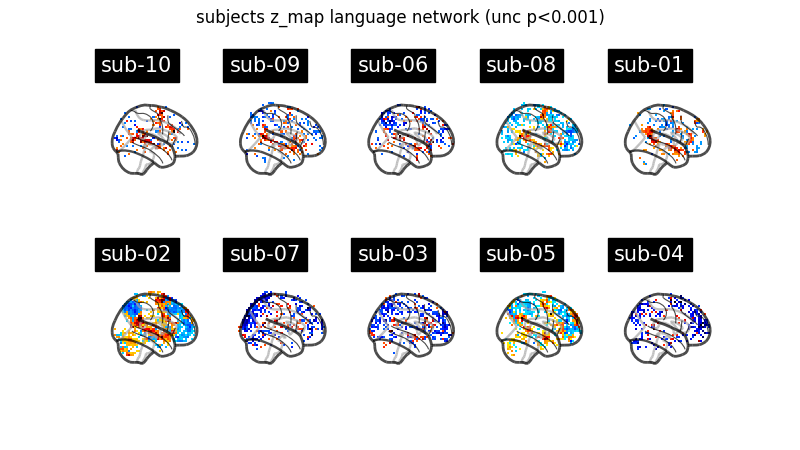 subjects z_map language network (unc p<0.001)
sub-10 sub-09 sub-06 sub-08 sub-01
sub-02 sub-07 sub-03 sub-05 sub-04